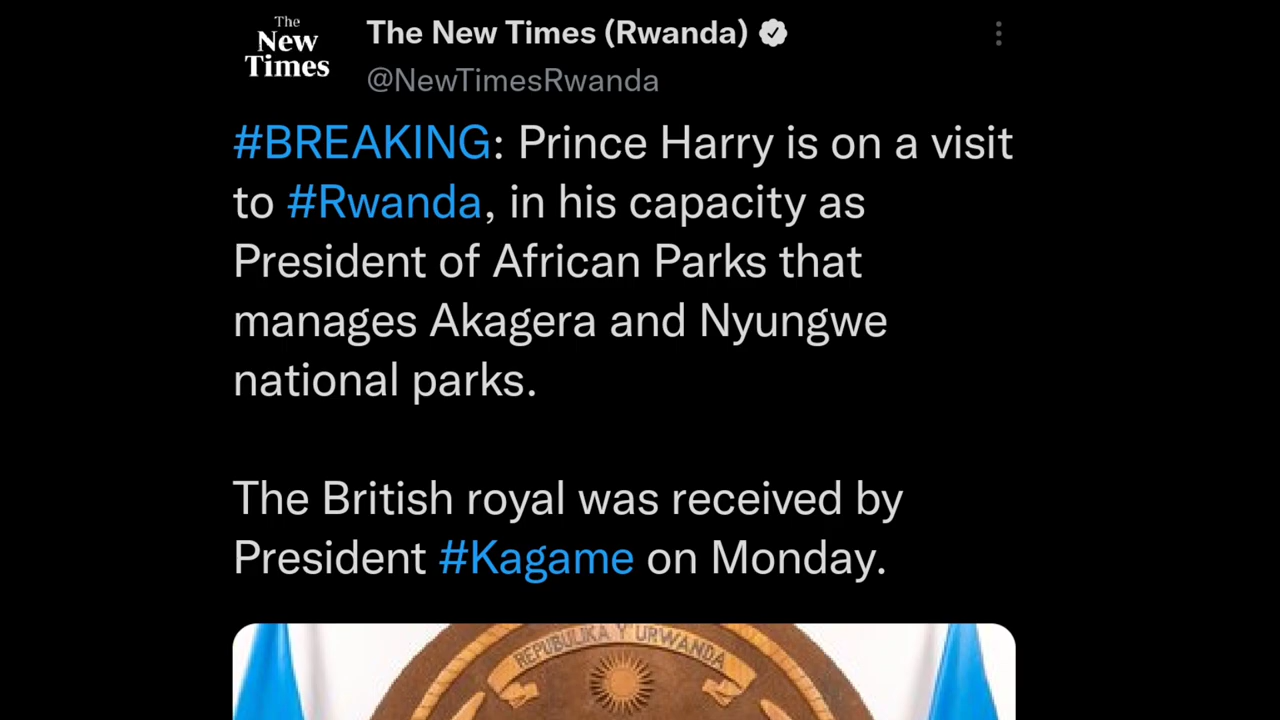 The
New
Times
The New Times (Rwanda)
@NewTimesRwanda
#BREAKING: Prince Harry is on a visit
to #Rwanda, in his capacity as
President of African Parks that
manages Akagera and Nyungwe
national parks.
The British royal was received by
President #Kagame on Monday.
REPUBULIKA Y'URWANDA